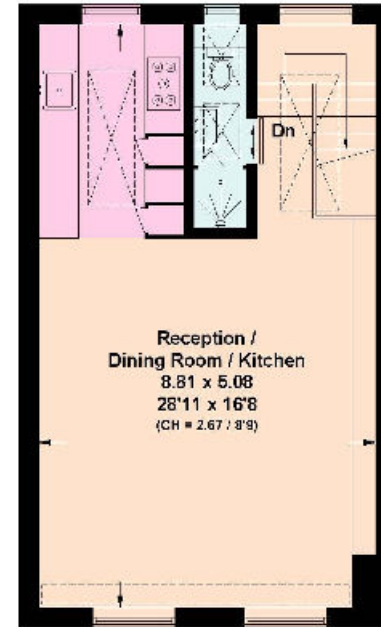 Dn
Reception /
Dining Room / Kitchen
8.81 x 5.08
28'11 x 16'8
(CH = 2.67 / 8'9)